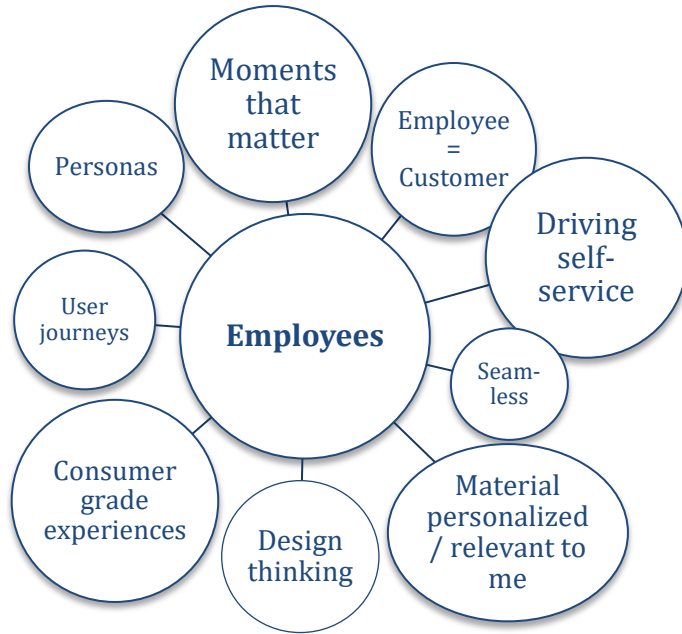 Moments
that
matter
Employee
=
Customer
Personas
Driving
self-
service
User
journeys
Employees
Seam-
less
Consumer
grade
experiences
Material
personalized
/ relevant to
me
Design
thinking